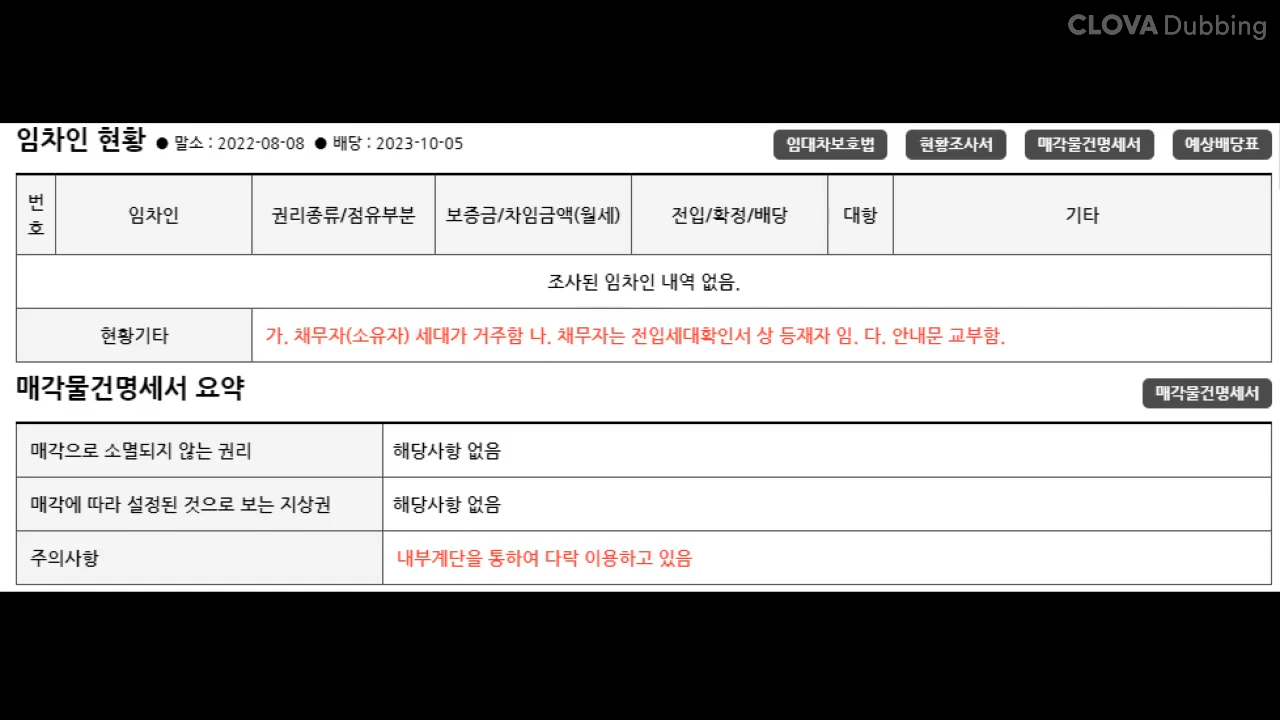 CLOVA Dubbing
임차인 현황 ● 말소 : 2022-08-08 ● 배당 : 2023-10-05 임대차보호법 현황조사서 매각물건명세서 예상배당표
번호 임차인 권리종류/점유부분 보증금/차임금액(월세) 전입/확정/배당 대항 기타
조사된 임차인 내역 없음.
현황기타 가. 채무자(소유자) 세대가 거주함 나. 채무자는 전입세대확인서 상 등재자 임. 다. 안내문 교부함.
매각물건명세서 요약 매각물건명세서
매각으로 소멸되지 않는 권리 해당사항 없음
매각에 따라 설정된 것으로 보는 지상권 해당사항 없음
주의사항 내부계단을 통하여 다락 이용하고 있음